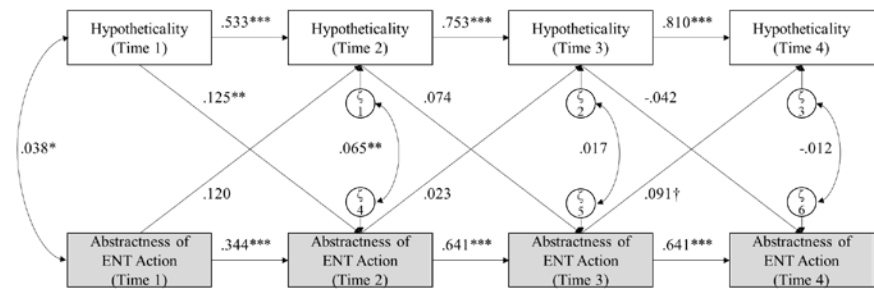 Hypotheticality
(Time 1)
.533***
Hypotheticality
(Time 2)
.753***
Hypotheticality
(Time 3)
.810***
Hypotheticality
(Time 4)
.125**
ζ
1
.074
ζ
2
-.042
ζ
3
.038*
.065**
.017
-.012
.120
ζ
4
.023
ζ
5
.091†
ζ
6
Abstractness of
ENT Action
(Time 1)
.344***
Abstractness of
ENT Action
(Time 2)
.641***
Abstractness of
ENT Action
(Time 3)
.641***
Abstractness of
ENT Action
(Time 4)